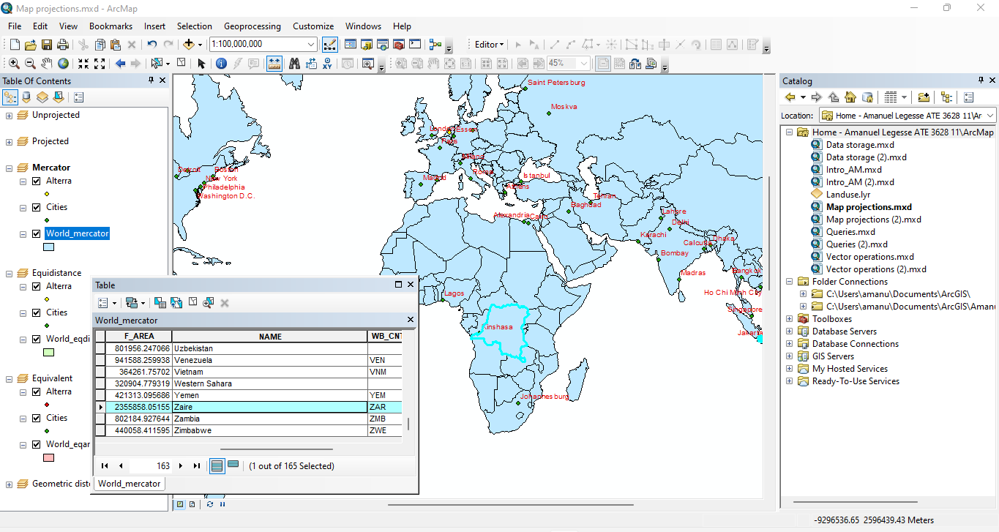 Map projections.mxd - ArcMap
File Edit View Bookmarks Insert Selection Geoprocessing Customize Windows Help
1:100,000,000
Editor
45%
Table Of Contents
Unprojected
Projected
Mercator
Alterra
Cities
World_mercator
Equidistance
Alterra
Cities
World_eqdi
Equivalent
Alterra
Cities
World_eqar
Geometric dist
Saint Petersburg
Moskva
London
Essen
Paris
Milano
Detroit
Boston
New York
Philadelphia
Washington D.C.
Madrid
Roma
Istanbul
Athens
Tehran
Baghdad
Alexandria
Cairo
Lahore
Delhi
Karachi
Dhaka
Calcutta
Bombay
Madras
Bangkok
Ho Chi Minh City
Singapore
Jakarta
Lagos
Kinshasa
Johannesburg
Table
World_mercator
F_AREA NAME WB_CNT
801956.247066 Uzbekistan
941588.259938 Venezuela VEN
364261.75702 Vietnam VNM
320904.779319 Western Sahara
421313.095686 Yemen YEM
2355858.05155 Zaire ZAR
802184.927644 Zambia ZMB
440058.411595 Zimbabwe ZWE
163
(1 out of 165 Selected)
World_mercator
Catalog
Location: Home - Amanuel Legesse ATE 3628 11\Ar
Home - Amanuel Legesse ATE 3628 11\ArcMap
Data storage.mxd
Data storage (2).mxd
Intro_AM.mxd
Intro_AM (2).mxd
Landuse.lyr
Map projections.mxd
Map projections (2).mxd
Queries.mxd
Queries (2).mxd
Vector operations.mxd
Vector operations (2).mxd
Folder Connections
C:\Users\amanu\Documents\ArcGIS\
C:\Users\amanu\Documents\ArcGIS\Amanu
Toolboxes
Database Servers
Database Connections
GIS Servers
My Hosted Services
Ready-To-Use Services
-9296536.65 2596439.43 Meters